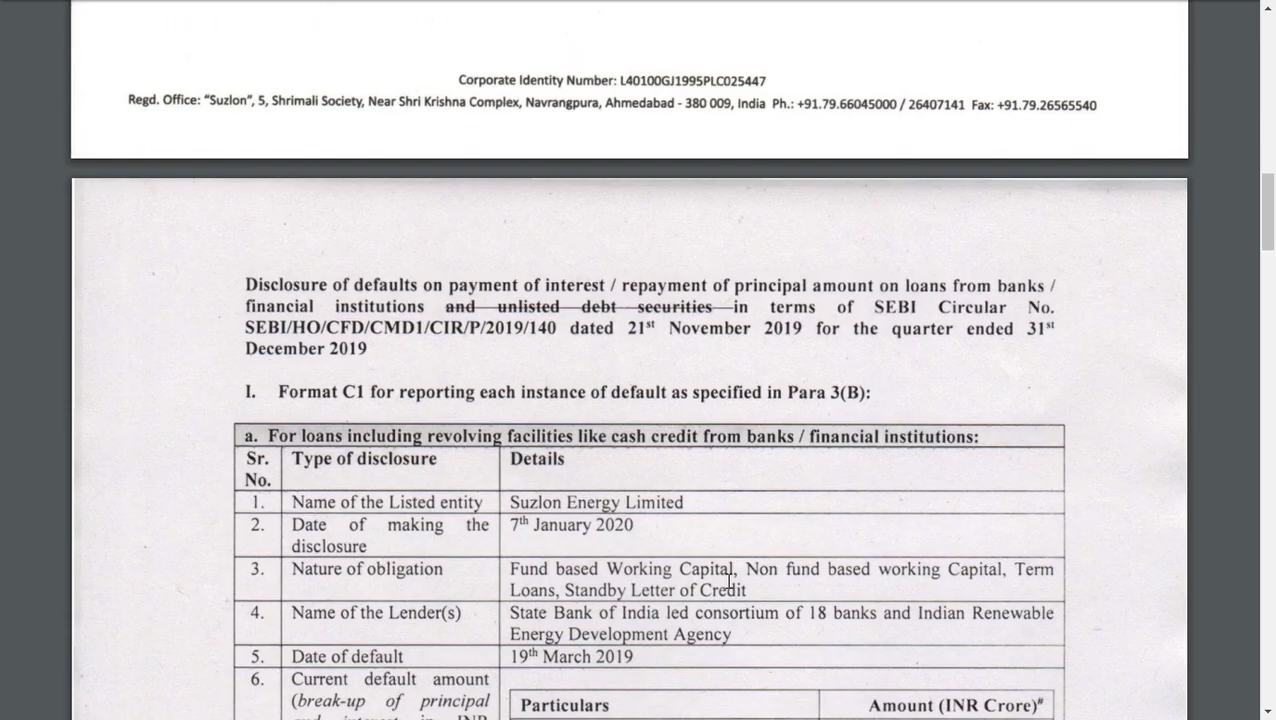 Corporate Identity Number: L40100GJ1995PLC025447
Regd. Office: "Suzlon", 5, Shrimali Society, Near Shri Krishna Complex, Navrangpura, Ahmedabad - 380 009, India Ph.: +91.79.66045000 / 26407141 Fax: +91.79.26565540
Disclosure of defaults on payment of interest / repayment of principal amount on loans from banks /
financial institutions and unlisted debt securities in terms of SEBI Circular No.
SEBI/HO/CFD/CMD1/CIR/P/2019/140 dated 21st November 2019 for the quarter ended 31st
December 2019
I. Format C1 for reporting each instance of default as specified in Para 3(B):
a. For loans including revolving facilities like cash credit from banks / financial institutions:
Sr. Type of disclosure Details
No.
1. Name of the Listed entity Suzlon Energy Limited
2. Date of making the 7th January 2020
disclosure
3. Nature of obligation Fund based Working Capital, Non fund based working Capital, Term
Loans, Standby Letter of Credit
4. Name of the Lender(s) State Bank of India led consortium of 18 banks and Indian Renewable
Energy Development Agency
5. Date of default 19th March 2019
6. Current default amount
(break-up of principal Particulars Amount (INR Crore)#